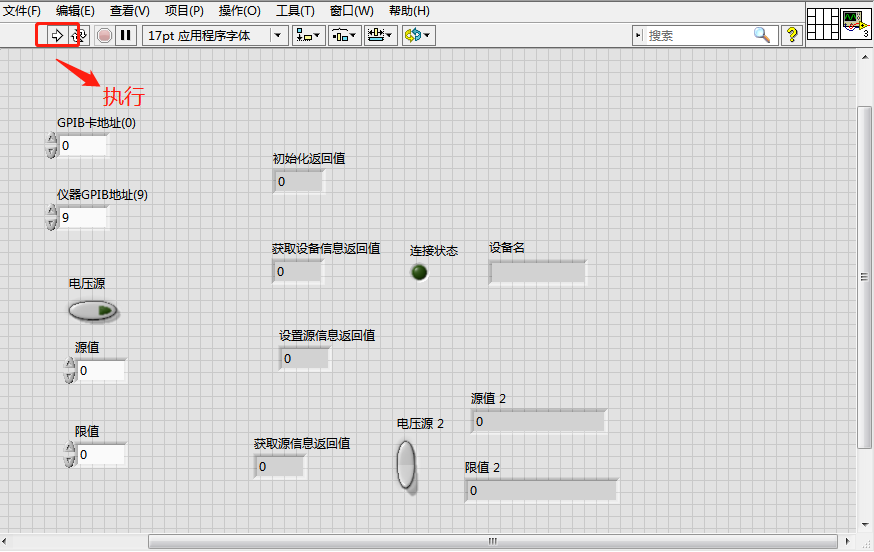 文件(F) 编辑(E) 查看(V) 项目(P) 操作(O) 工具(T) 窗口(W) 帮助(H)
17pt 应用程序字体 搜索 ? 3
执行
GPIB卡地址(0)
0
初始化返回值
0
仪器GPIB地址(9)
9
获取设备信息返回值 连接状态 设备名
0
电压源
设置源信息返回值
0
源值
0
源值 2
0
电压源 2
限值
0
获取源信息返回值
0
限值 2
0